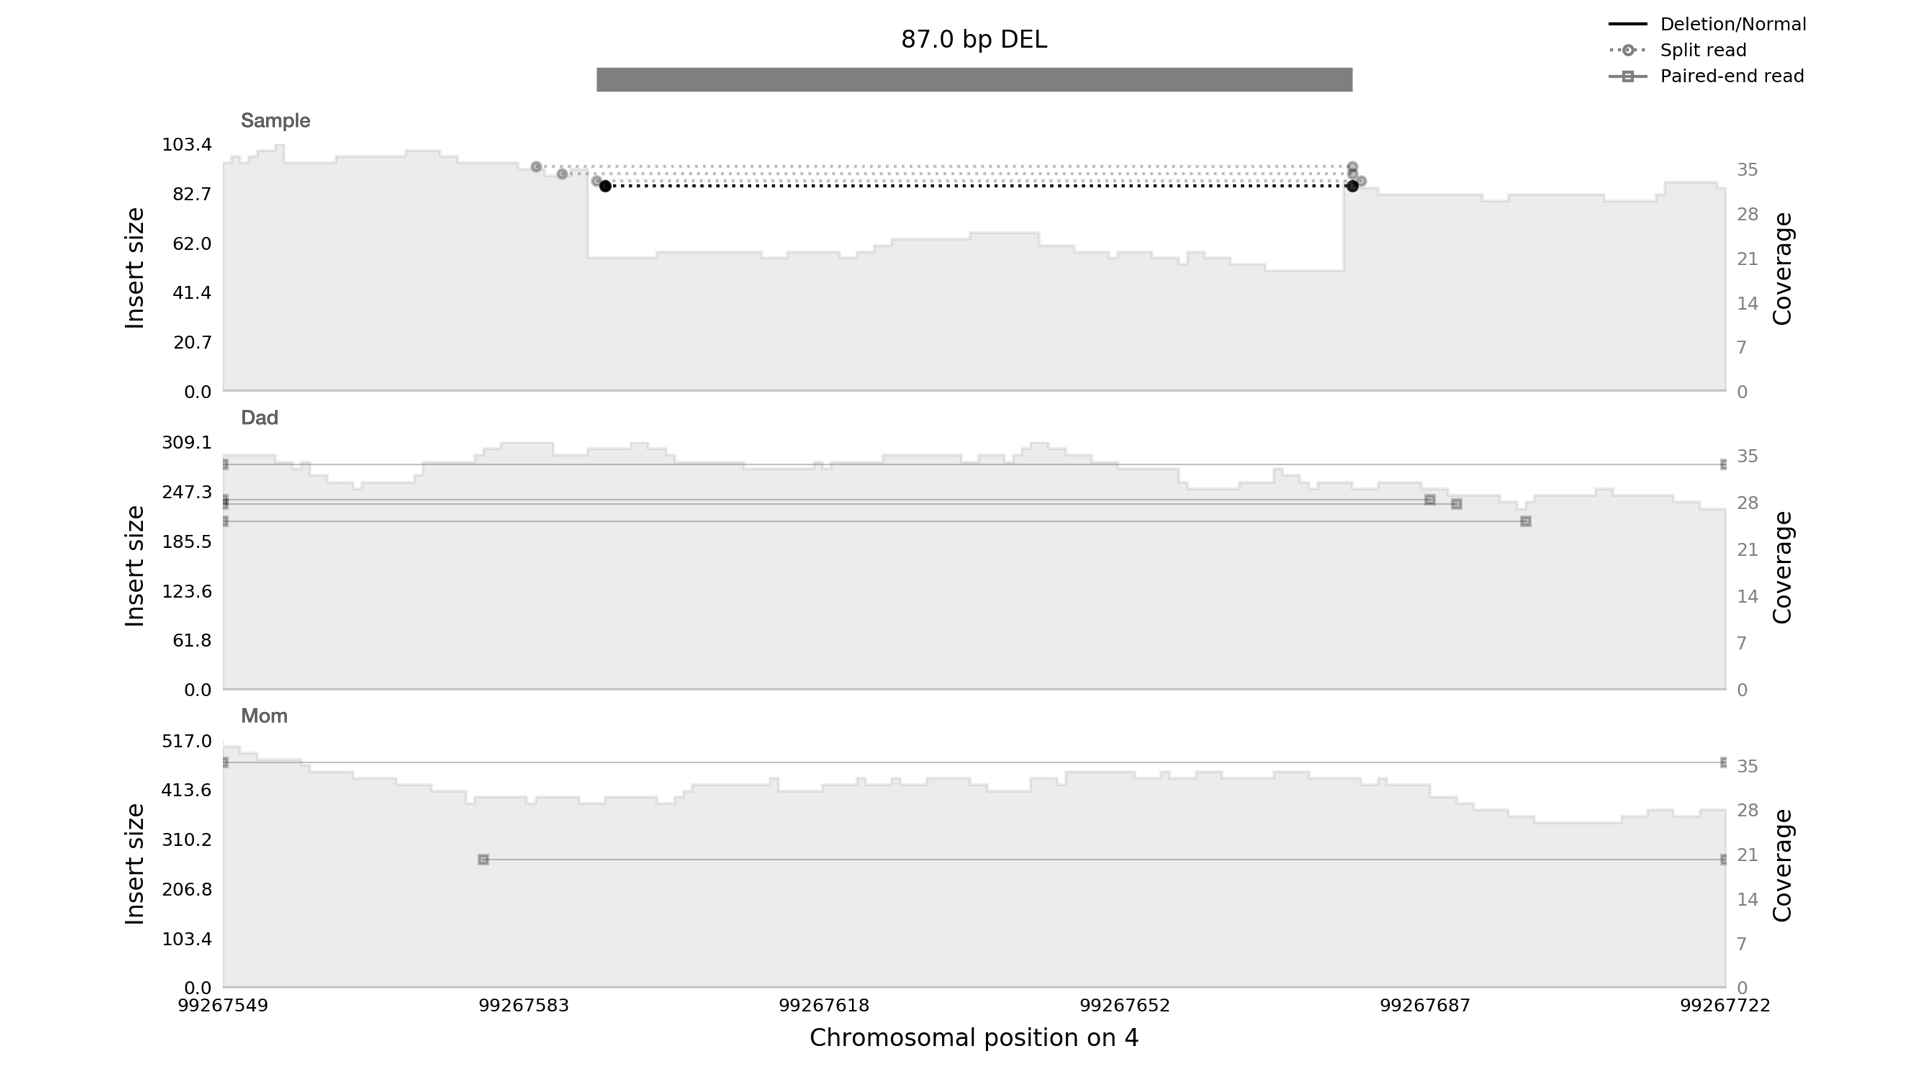 87.0 bp DEL
Deletion/Normal
Split read
Paired-end read
Sample
103.4
82.7
62.0
41.4
20.7
0.0
Insert size
35
28
21
14
7
0
Coverage
Dad
309.1
247.3
185.5
123.6
61.8
0.0
Insert size
35
28
21
14
7
0
Coverage
Mom
517.0
413.6
310.2
206.8
103.4
0.0
Insert size
35
28
21
14
7
0
Coverage
99267549 99267583 99267618 99267652 99267687 99267722
Chromosomal position on 4